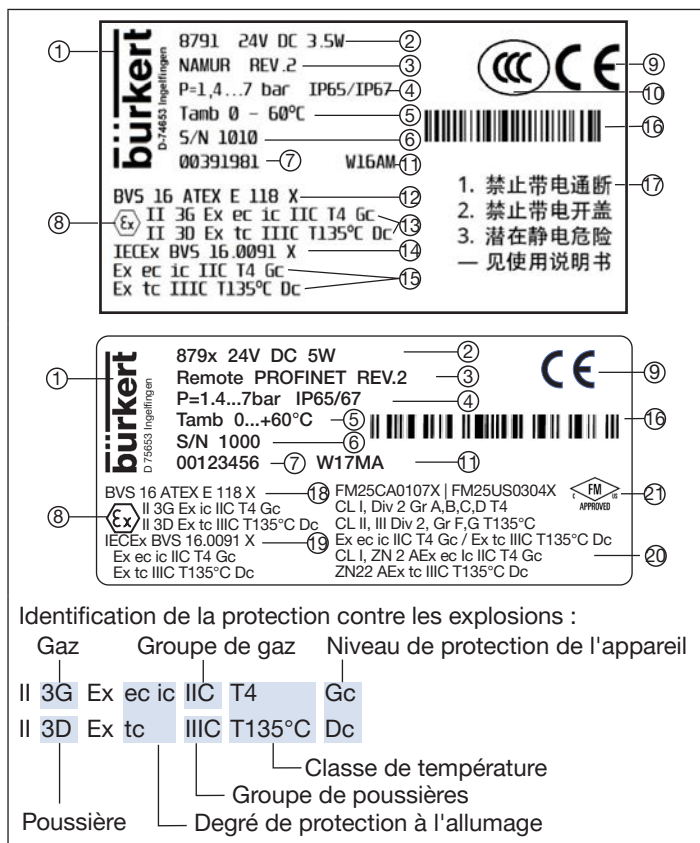 ① bürkert
D-74653 Ingelfingen
8791 24V DC 3.5W ②
NAMUR REV.2 ③
P=1,4...7 bar IP65/IP67 ④
Tamb 0 - 60°C ⑤
S/N 1010 ⑥
00391981 ⑦ W16AM ⑪
CCC CE ⑨
⑩
⑯
BVS 16 ATEX E 118 X ⑫
⑧ Ex II 3G Ex ec ic IIC T4 Gc ⑬
II 3D Ex tc IIIC T135°C Dc
IECEx BVS 16.0091 X ⑭
Ex ec ic IIC T4 Gc ⑮
Ex tc IIIC T135°C Dc
1. 禁止带电通断 ⑰
2. 禁止带电开盖
3. 潜在静电危险
— 见使用说明书
① bürkert
D 75653 Ingelfingen
879x 24V DC 5W ②
Remote PROFINET REV.2 ③
P=1.4...7bar IP65/67 ④
Tamb 0...+60°C ⑤
S/N 1000 ⑥
00123456 ⑦ W17MA ⑪
CE ⑨
⑯
BVS 16 ATEX E 118 X ⑱
⑧ Ex II 3G Ex ic IIC T4 Gc
II 3D Ex tc IIIC T135°C Dc
IECEx BVS 16.0091 X ⑲
Ex ec ic IIC T4 Gc
Ex tc IIIC T135°C Dc
FM25CA0107X | FM25US0304X
CL I, Div 2 Gr A,B,C,D T4
CL II, III Div 2, Gr F,G T135°C
Ex ec ic IIC T4 Gc / Ex tc IIIC T135°C Dc
CL I, ZN 2 AEx ec Ic IIC T4 Gc ⑳
ZN22 AEx tc IIIC T135°C Dc
c FM us ㉑
APPROVED
Identification de la protection contre les explosions :
Gaz Groupe de gaz Niveau de protection de l'appareil
II 3G Ex ec ic IIC T4 Gc
II 3D Ex tc IIIC T135°C Dc
Classe de température
Groupe de poussières
Poussière Degré de protection à l'allumage